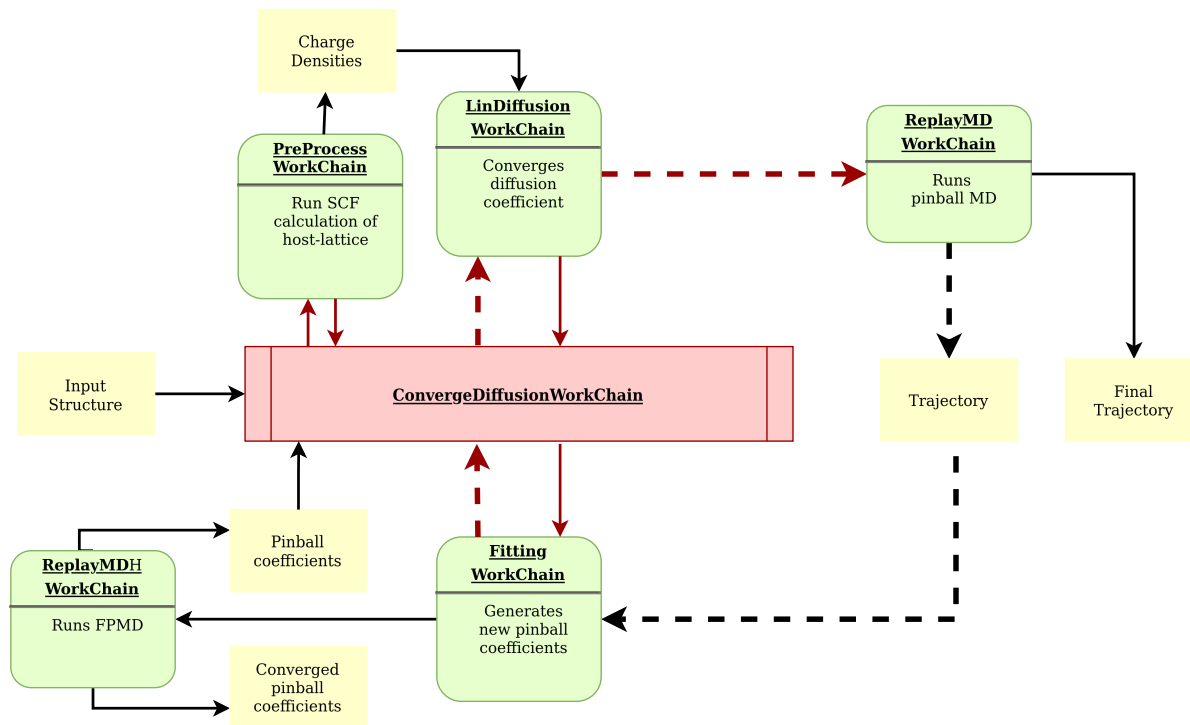 Charge
Densities
LinDiffusion
WorkChain
Converges
diffusion
coefficient
ReplayMD
WorkChain
Runs
pinball MD
PreProcess
WorkChain
Run SCF
calculation of
host-lattice
Input
Structure
ConvergeDiffusionWorkChain
Trajectory
Final
Trajectory
Pinball
coefficients
ReplayMDH
WorkChain
Runs FPMD
Fitting
WorkChain
Generates
new pinball
coefficients
Converged
pinball
coefficients